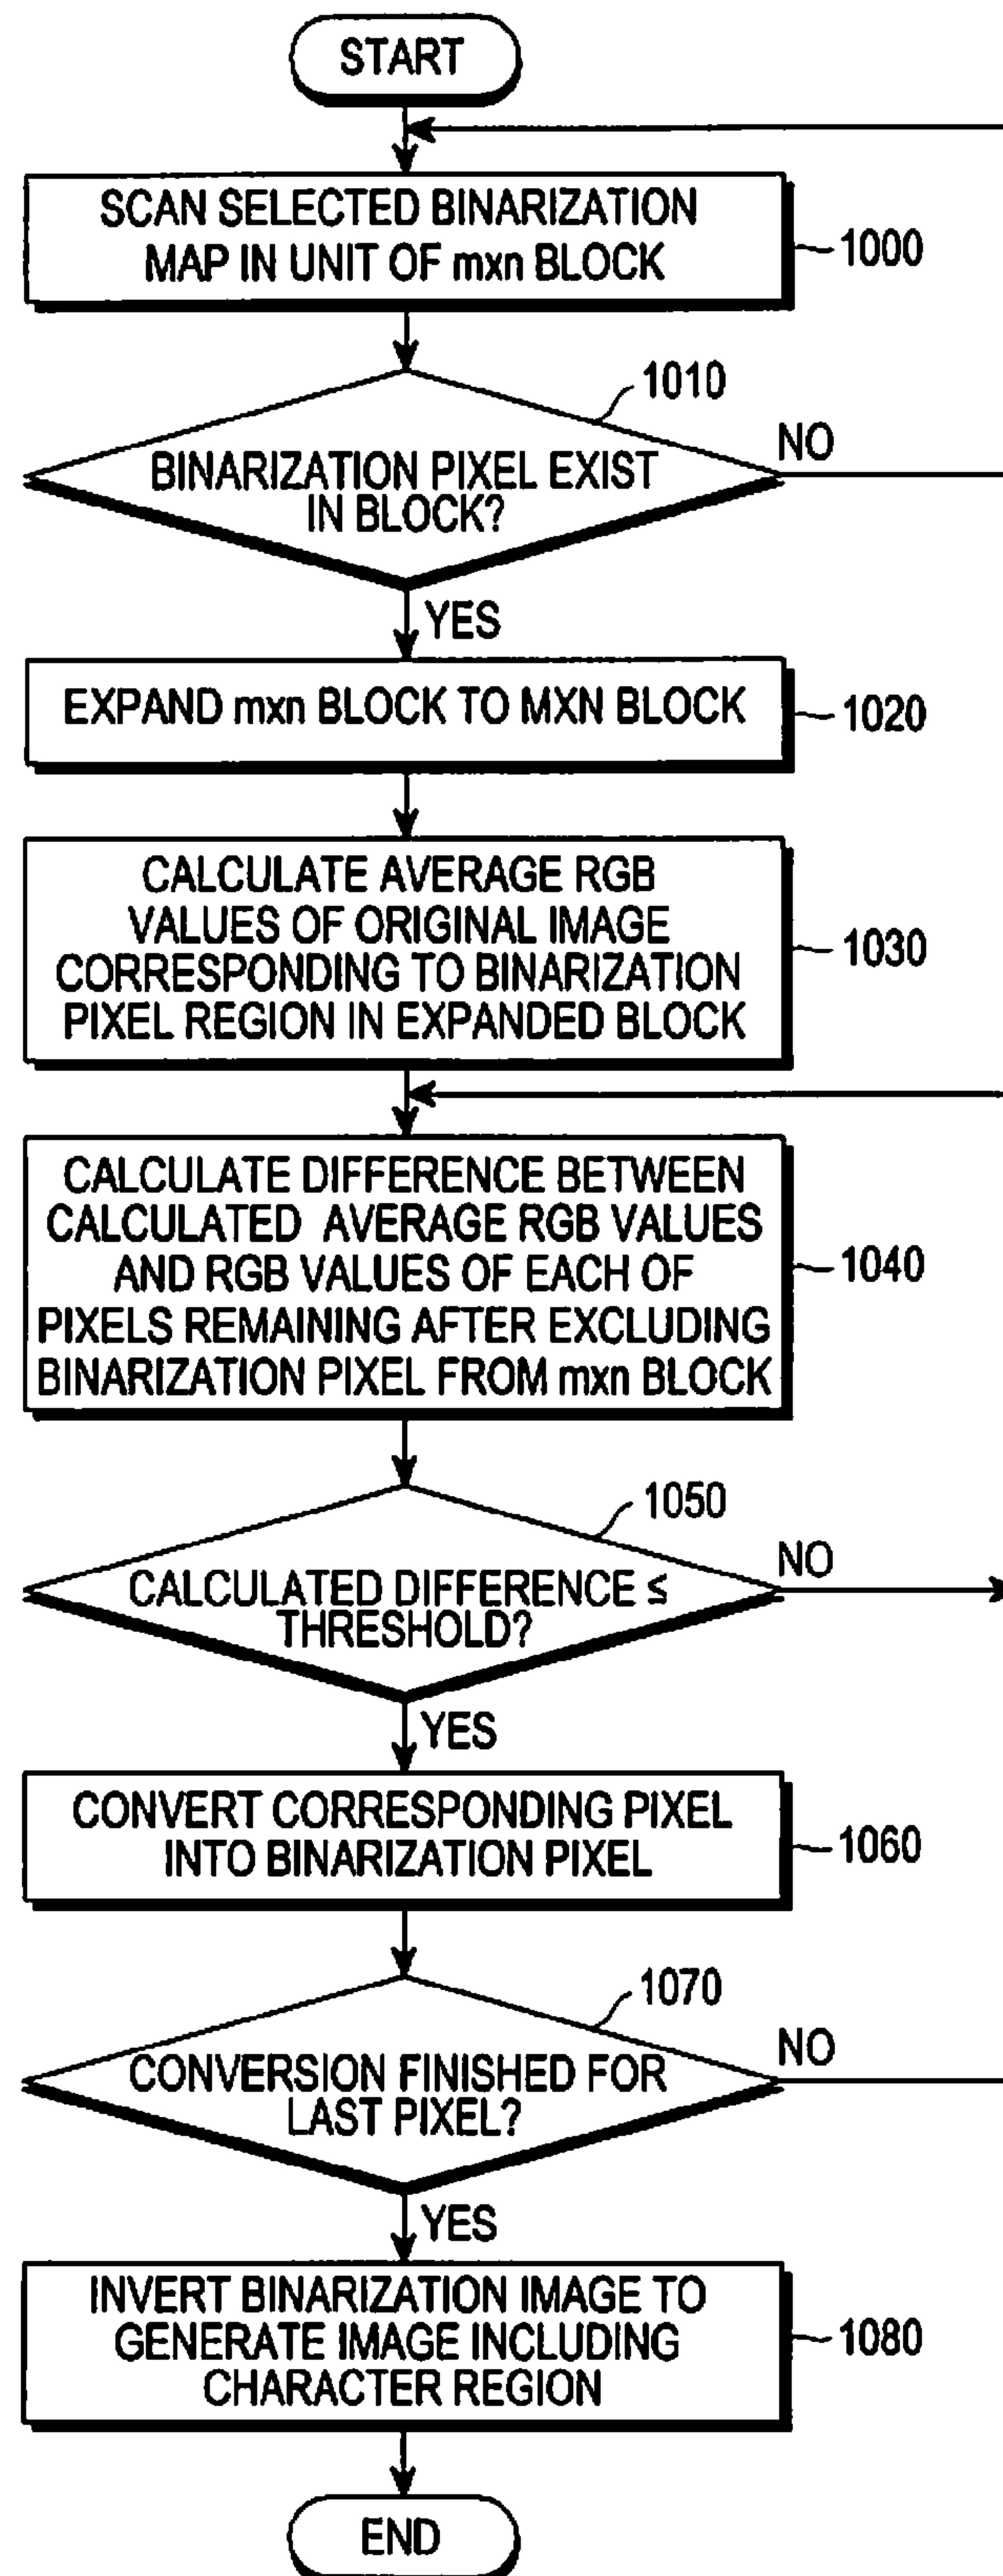 START
SCAN SELECTED BINARIZATION
MAP IN UNIT OF mxn BLOCK
1000
1010
BINARIZATION PIXEL EXIST
IN BLOCK?
NO
YES
EXPAND mxn BLOCK TO MXN BLOCK
1020
CALCULATE AVERAGE RGB
VALUES OF ORIGINAL IMAGE
CORRESPONDING TO BINARIZATION
PIXEL REGION IN EXPANDED BLOCK
1030
CALCULATE DIFFERENCE BETWEEN
CALCULATED AVERAGE RGB VALUES
AND RGB VALUES OF EACH OF
PIXELS REMAINING AFTER EXCLUDING
BINARIZATION PIXEL FROM mxn BLOCK
1040
1050
CALCULATED DIFFERENCE ≤
THRESHOLD?
NO
YES
CONVERT CORRESPONDING PIXEL
INTO BINARIZATION PIXEL
1060
1070
CONVERSION FINISHED FOR
LAST PIXEL?
NO
YES
INVERT BINARIZATION IMAGE TO
GENERATE IMAGE INCLUDING
CHARACTER REGION
1080
END